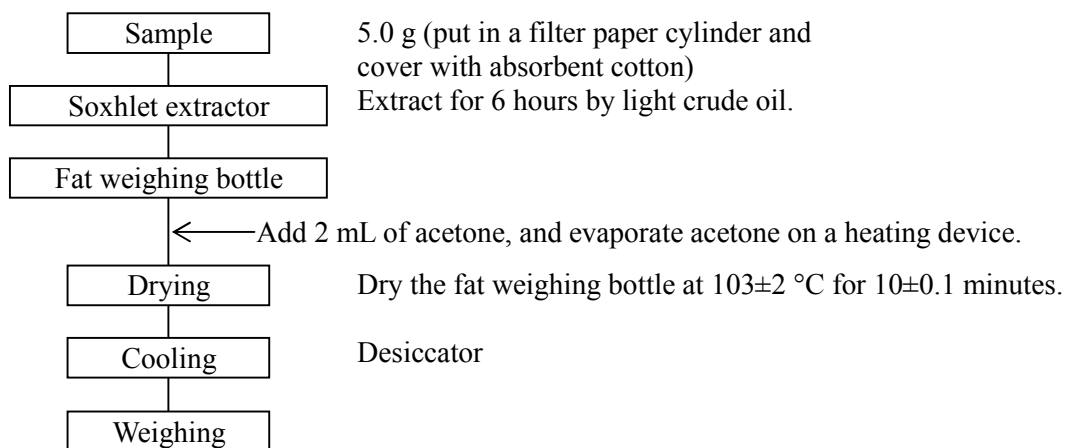 Sample
5.0 g (put in a filter paper cylinder and
cover with absorbent cotton)
Soxhlet extractor
Extract for 6 hours by light crude oil.
Fat weighing bottle
Add 2 mL of acetone, and evaporate acetone on a heating device.
Drying
Dry the fat weighing bottle at 103±2 °C for 10±0.1 minutes.
Cooling
Desiccator
Weighing